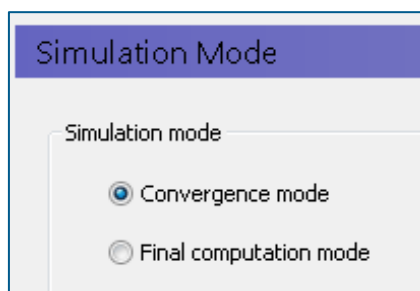 Simulation Mode
Simulation mode
Convergence mode
Final computation mode